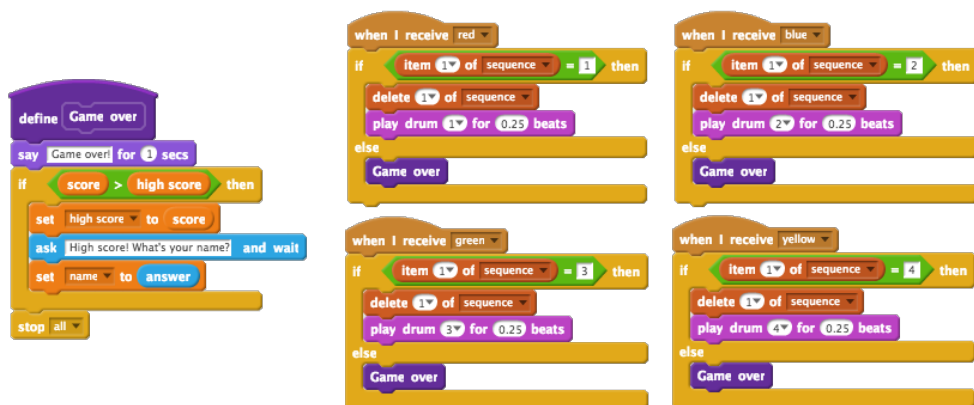 define Game over
say Game over! for 1 secs
if score > high score then
set high score to score
ask High score! What's your name? and wait
set name to answer
stop all
when I receive red
if item 1 of sequence = 1 then
delete 1 of sequence
play drum 1 for 0.25 beats
else
Game over
when I receive blue
if item 1 of sequence = 2 then
delete 1 of sequence
play drum 2 for 0.25 beats
else
Game over
when I receive green
if item 1 of sequence = 3 then
delete 1 of sequence
play drum 3 for 0.25 beats
else
Game over
when I receive yellow
if item 1 of sequence = 4 then
delete 1 of sequence
play drum 4 for 0.25 beats
else
Game over